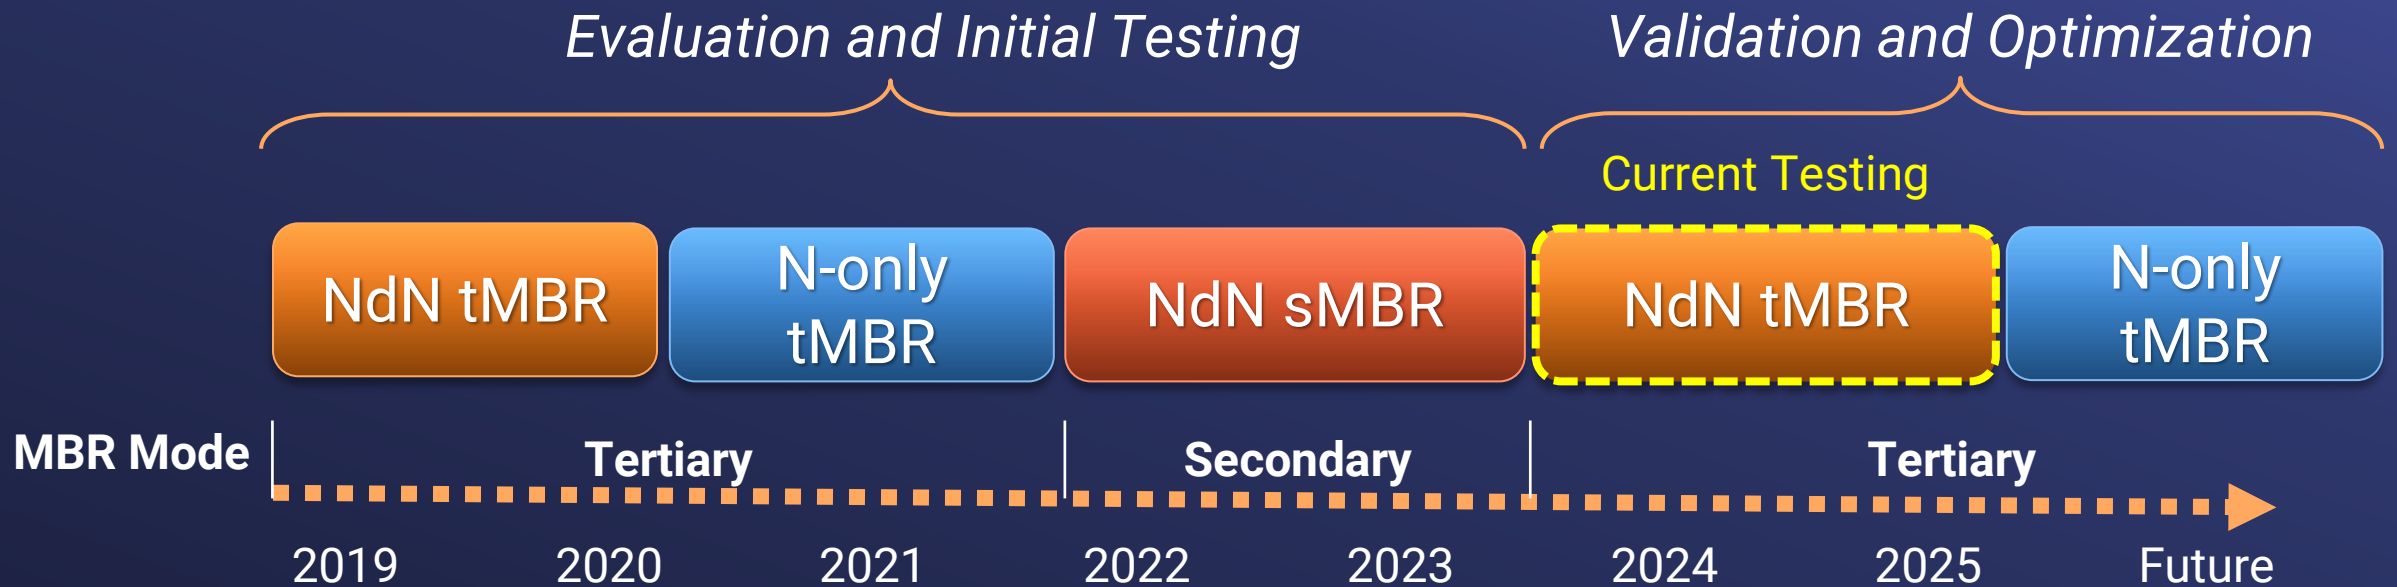 Evaluation and Initial Testing
Validation and Optimization
Current Testing
NdN tMBR
N-only
tMBR
NdN sMBR
NdN tMBR
N-only
tMBR
MBR Mode
Tertiary
Secondary
Tertiary
2019
2020
2021
2022
2023
2024
2025
Future